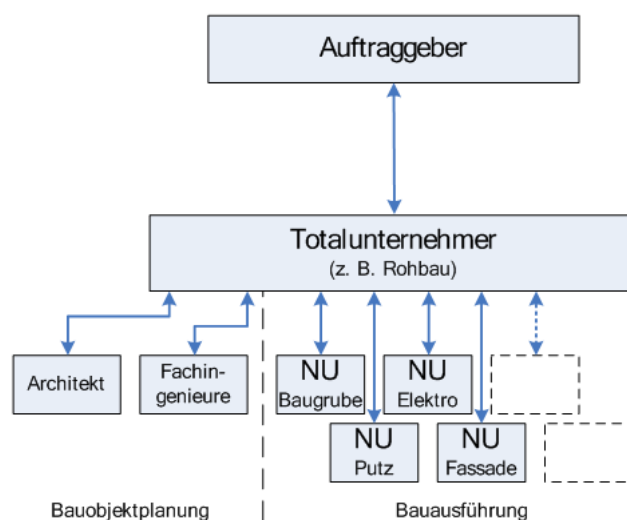 Auftraggeber
Totalunternehmer
(z. B. Rohbau)
Architekt
Fachin-
genieure
NU
Baugrube
NU
Elektro
NU
Putz
NU
Fassade
Bauobjektplanung
Bauausführung